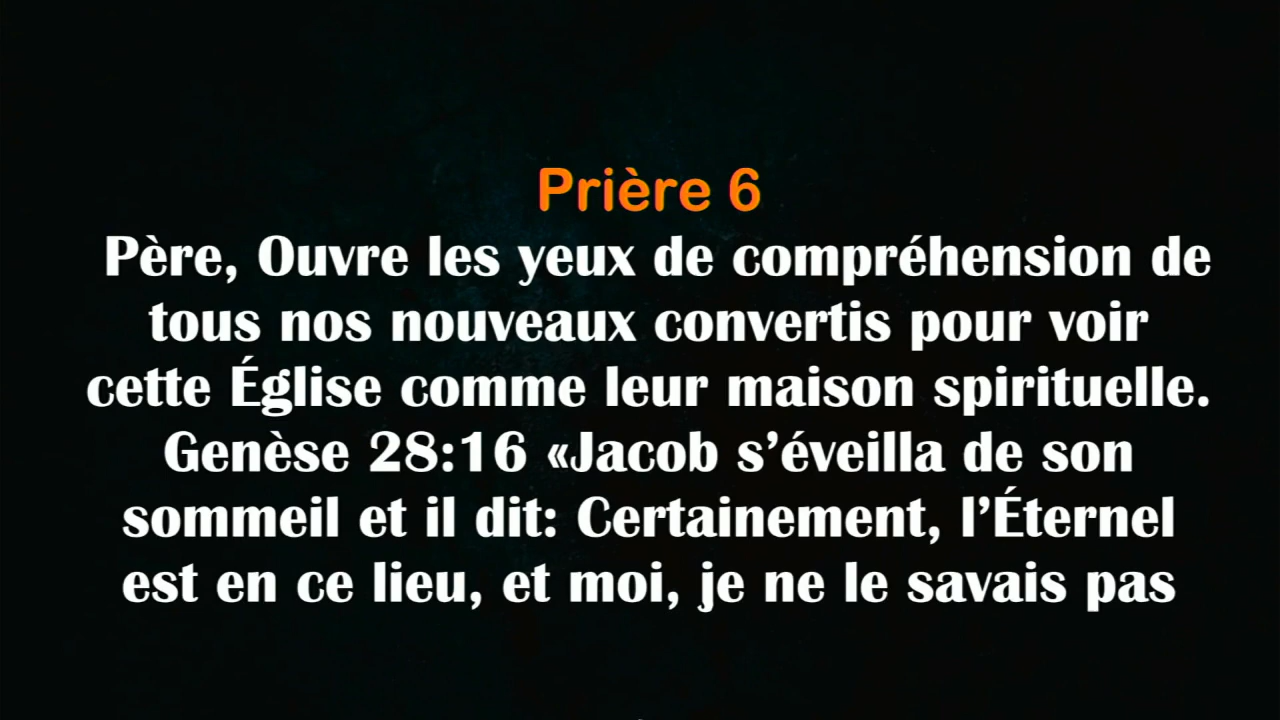 Prière 6
Père, Ouvre les yeux de compréhension de
tous nos nouveaux convertis pour voir
cette Église comme leur maison spirituelle.
Genèse 28:16 «Jacob s’éveilla de son
sommeil et il dit: Certainement, l’Éternel
est en ce lieu, et moi, je ne le savais pas